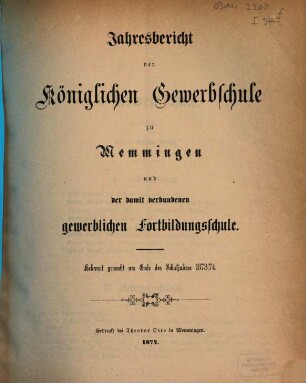 Jahresbericht
der
Königlichen Gewerbschule
zu
Memmingen
und
der damit verbundenen
gewerblichen Fortbildungsschule.
Bekannt gemacht am Ende des Schuljahres 1873/74.
Gedruckt bei Theodor Otto in Memmingen.
1874.